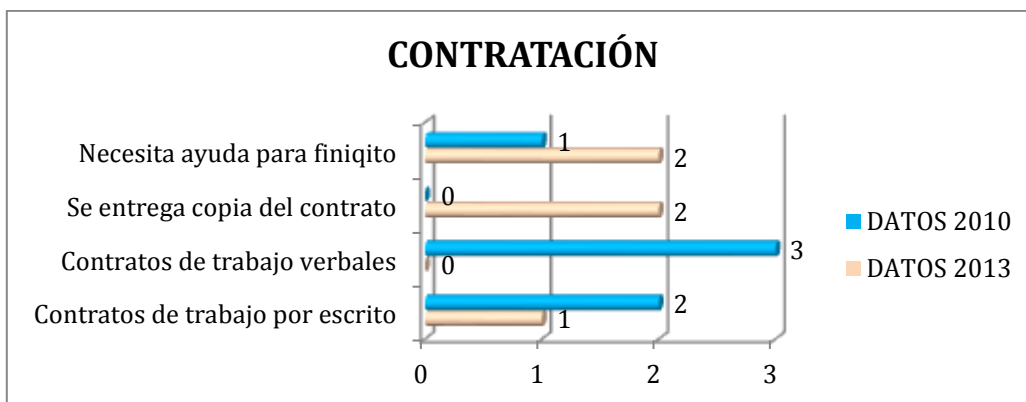 CONTRATACIÓN
Necesita ayuda para finiqito
1
2
Se entrega copia del contrato
0
2
Contratos de trabajo verbales
3
0
Contratos de trabajo por escrito
2
1
0 1 2 3
DATOS 2010
DATOS 2013